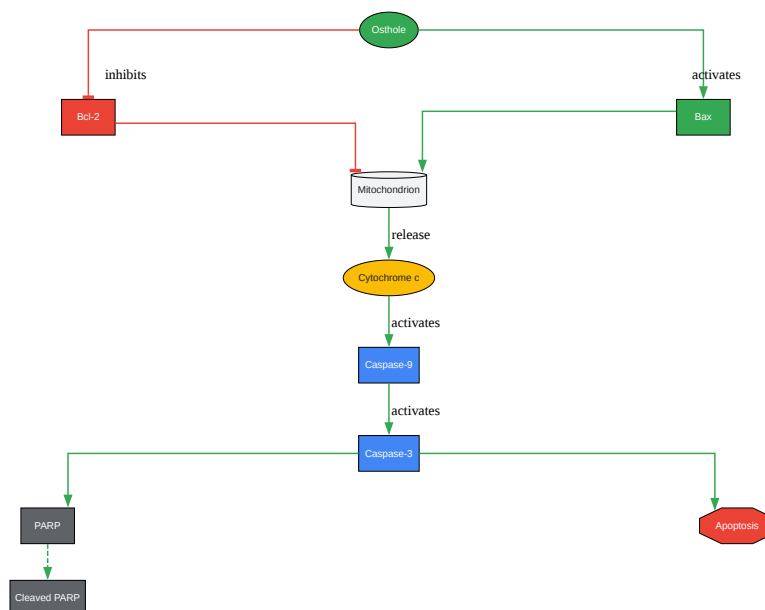 Osthole
inhibits
activates
Bcl-2
Bax
Mitochondrion
release
Cytochrome c
activates
Caspase-9
activates
Caspase-3
PARP
Apoptosis
Cleaved PARP